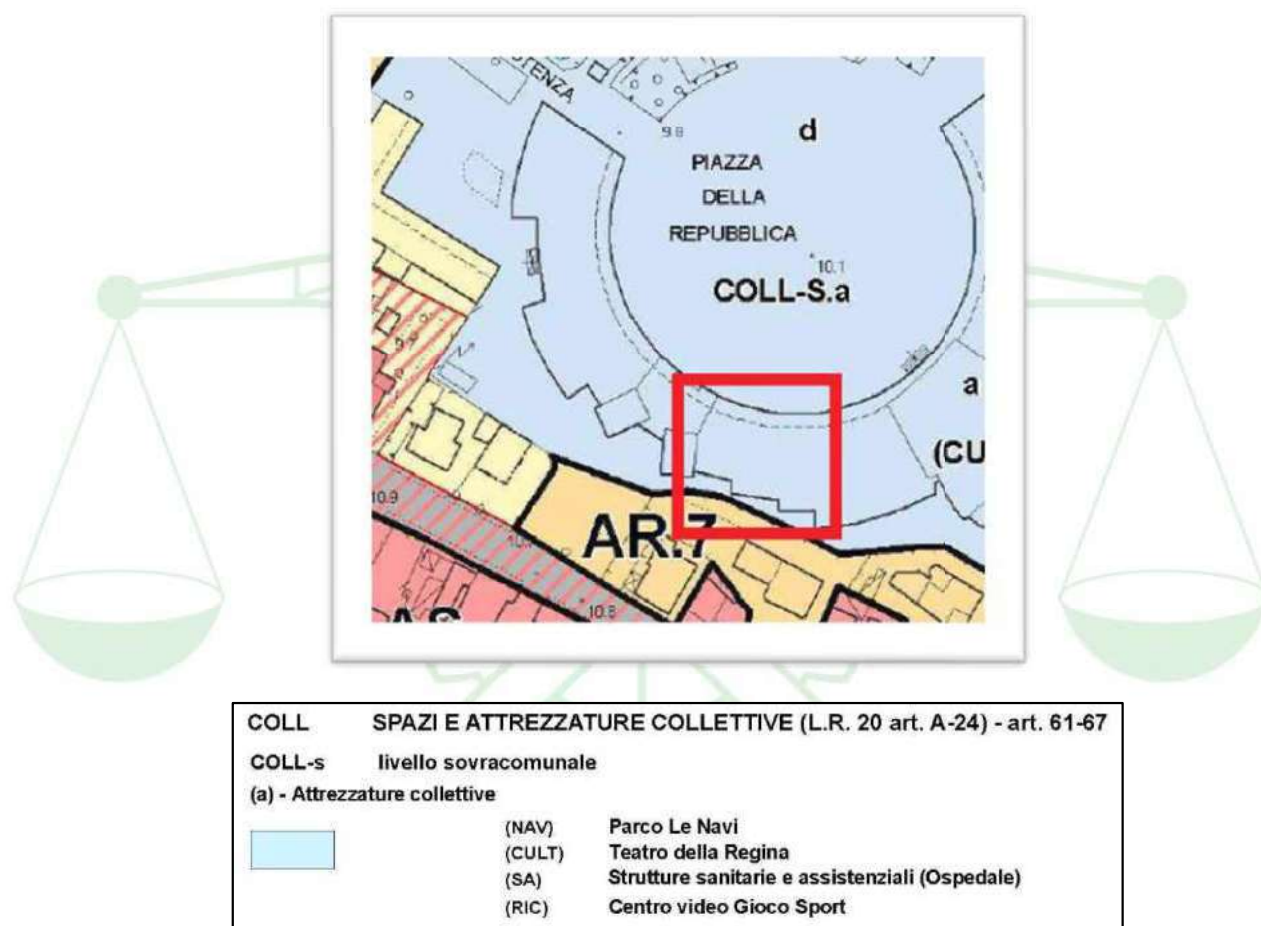 d
9.8
PIAZZA
DELLA
REPUBBLICA
10.1
COLL-S.a
a
(CU
10.9
AR.7
10.8
COLL SPAZI E ATTREZZATURE COLLETTIVE (L.R. 20 art. A-24) - art. 61-67
COLL-s livello sovracomunale
(a) - Attrezzature collettive
(NAV) Parco Le Navi
(CULT) Teatro della Regina
(SA) Strutture sanitarie e assistenziali (Ospedale)
(RIC) Centro video Gioco Sport